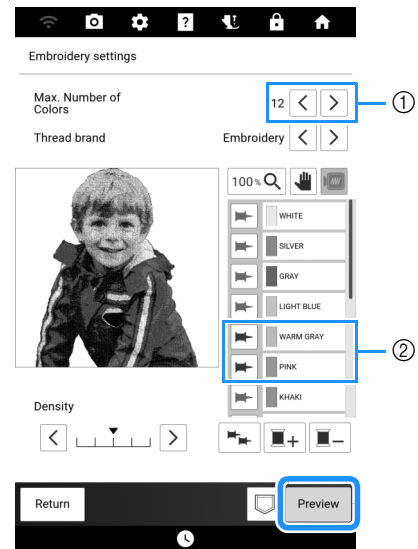 ?
Embroidery settings
Max. Number of
Colors
12
①
Thread brand
Embroidery
100%
WHITE
SILVER
GRAY
LIGHT BLUE
WARM GRAY
②
PINK
KHAKI
Density
Return
Preview